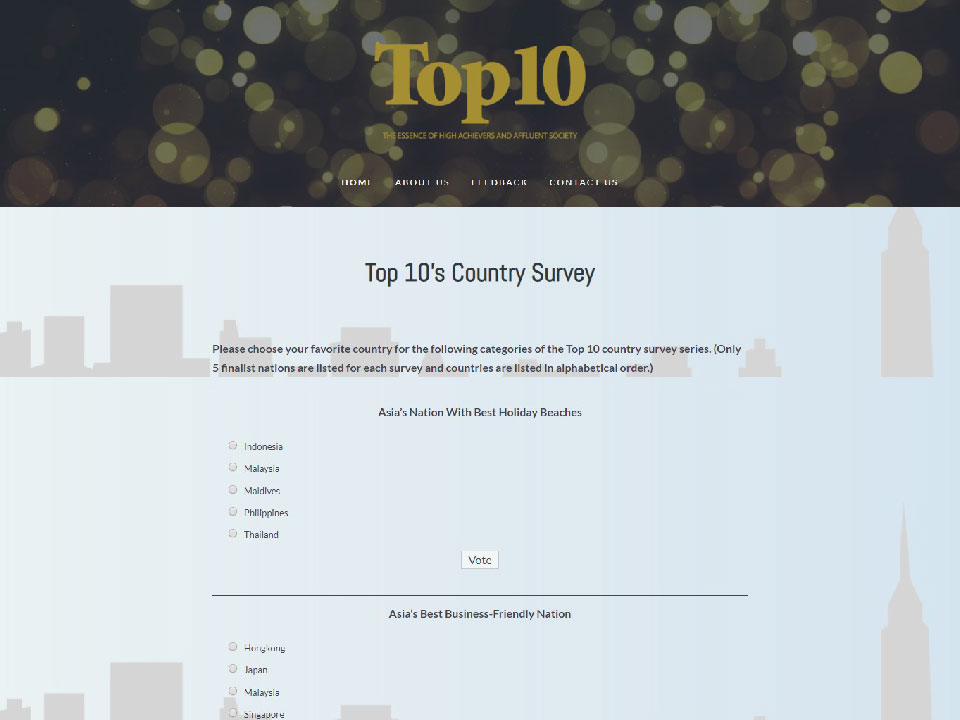 Top10
THE ESSENCE OF HIGH ACHIEVERS AND AFFLUENT SOCIETY
HOME ABOUT US FEEDBACK CONTACT US
Top 10's Country Survey
Please choose your favorite country for the following categories of the Top 10 country survey series. (Only
5 finalist nations are listed for each survey and countries are listed in alphabetical order.)
Asia's Nation With Best Holiday Beaches
Indonesia
Malaysia
Maldives
Philippines
Thailand
Vote
Asia's Best Business-Friendly Nation
Hongkong
Japan
Malaysia
Singapore